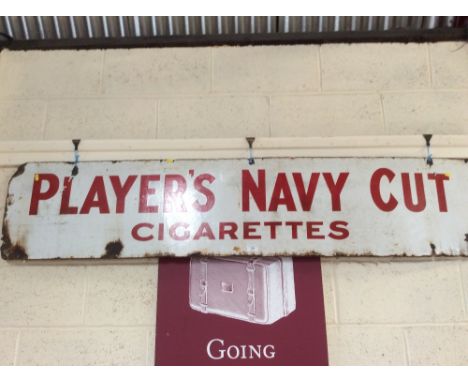 PLAYER'S NAVY CUT
CIGARETTES
GOING